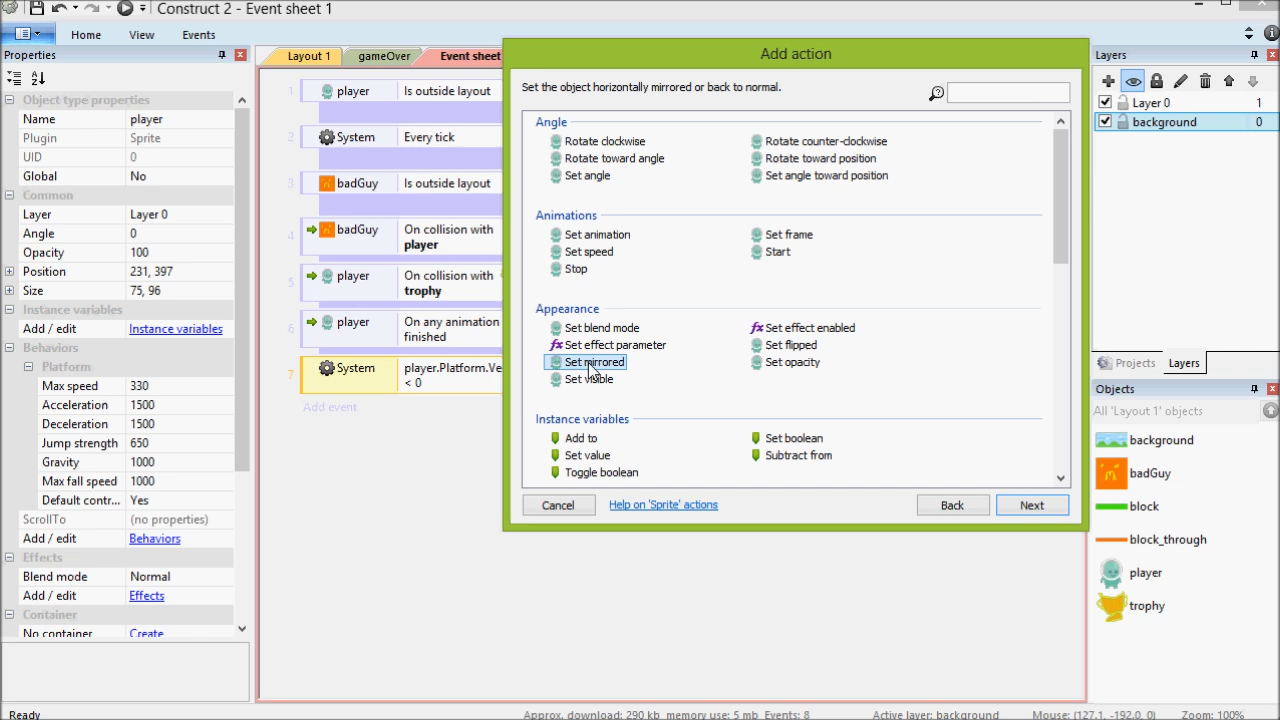 Construct 2 - Event sheet 1
Home View Events
Properties
Object type properties
Name player
Plugin Sprite
UID 0
Global No
Common
Layer Layer 0
Angle 0
Opacity 100
Position 231, 397
Size 75, 96
Instance variables
Add / edit Instance variables
Behaviors
Platform
Max speed 330
Acceleration 1500
Deceleration 1500
Jump strength 650
Gravity 1000
Max fall speed 1000
Default contr... Yes
ScrollTo (no properties)
Add / edit Behaviors
Effects
Blend mode Normal
Add / edit Effects
Container
No container Create
Layout 1 gameOver Event sheet
1 player Is outside layout
2 System Every tick
3 badGuy Is outside layout
4 badGuy On collision with
player
5 player On collision with
trophy
6 player On any animation
finished
7 System player.Platform.Ve
< 0
Add event
Add action
Set the object horizontally mirrored or back to normal.
Angle
Rotate clockwise Rotate counter-clockwise
Rotate toward angle Rotate toward position
Set angle Set angle toward position
Animations
Set animation Set frame
Set speed Start
Stop
Appearance
Set blend mode fx Set effect enabled
fx Set effect parameter Set flipped
Set mirrored Set opacity
Set visible
Instance variables
Add to Set boolean
Set value Subtract from
Toggle boolean
Cancel Help on 'Sprite' actions Back Next
Layers
Layer 0 1
background 0
Projects Layers
Objects
All 'Layout 1' objects
background
badGuy
block
block_through
player
trophy
Ready Approx. download: 290 kb memory use: 5 mb Events: 8 Active layer: background Mouse: (127.1, -192.0, 0) Zoom: 100%